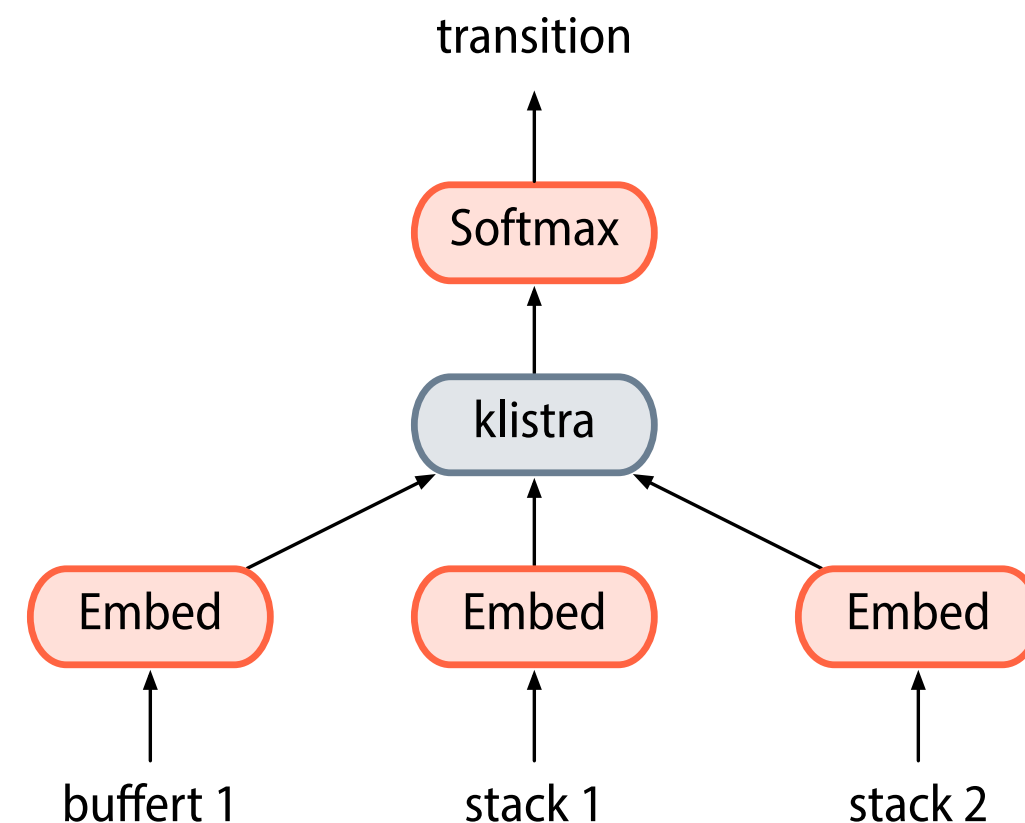 transition
Softmax
klistra
Embed Embed Embed
buffert 1 stack 1 stack 2